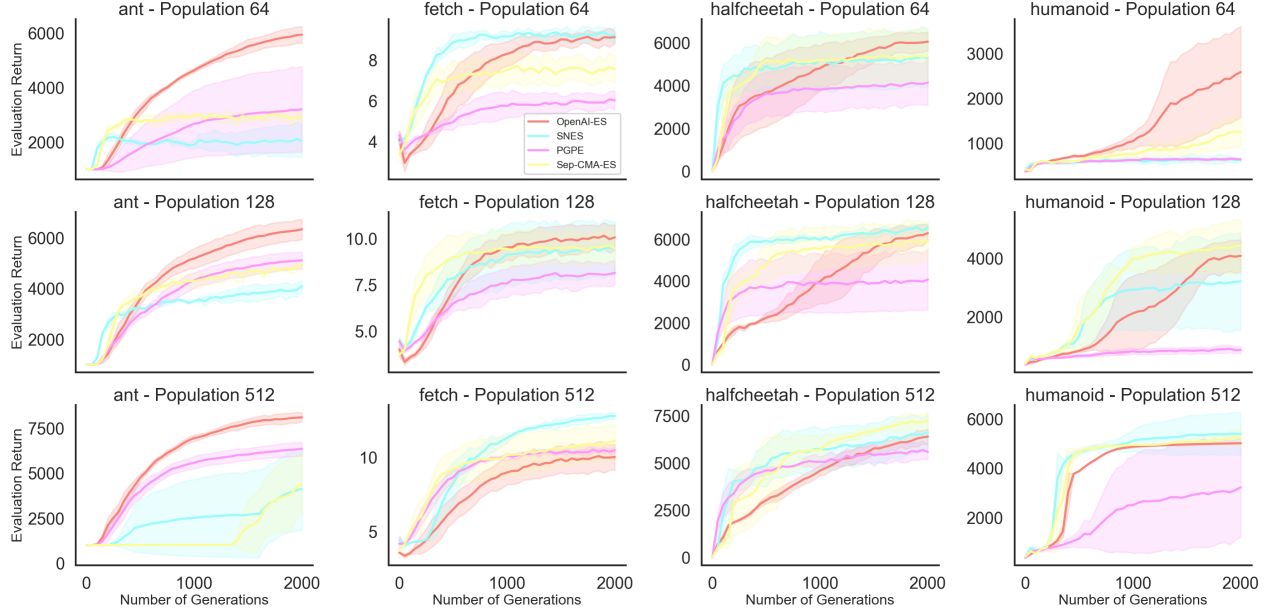 ant - Population 64
fetch - Population 64
halfcheetah - Population 64
humanoid - Population 64
Evaluation Return
6000
4000
2000
8
6
4
OpenAI-ES
SNES
PGPE
Sep-CMA-ES
6000
4000
2000
0
3000
2000
1000
ant - Population 128
fetch - Population 128
halfcheetah - Population 128
humanoid - Population 128
Evaluation Return
6000
4000
2000
10.0
7.5
5.0
6000
4000
2000
0
4000
2000
ant - Population 512
fetch - Population 512
halfcheetah - Population 512
humanoid - Population 512
Evaluation Return
7500
5000
2500
0
10
5
7500
5000
2500
0
6000
4000
2000
0 1000 2000
0 1000 2000
0 1000 2000
0 1000 2000
Number of Generations
Number of Generations
Number of Generations
Number of Generations